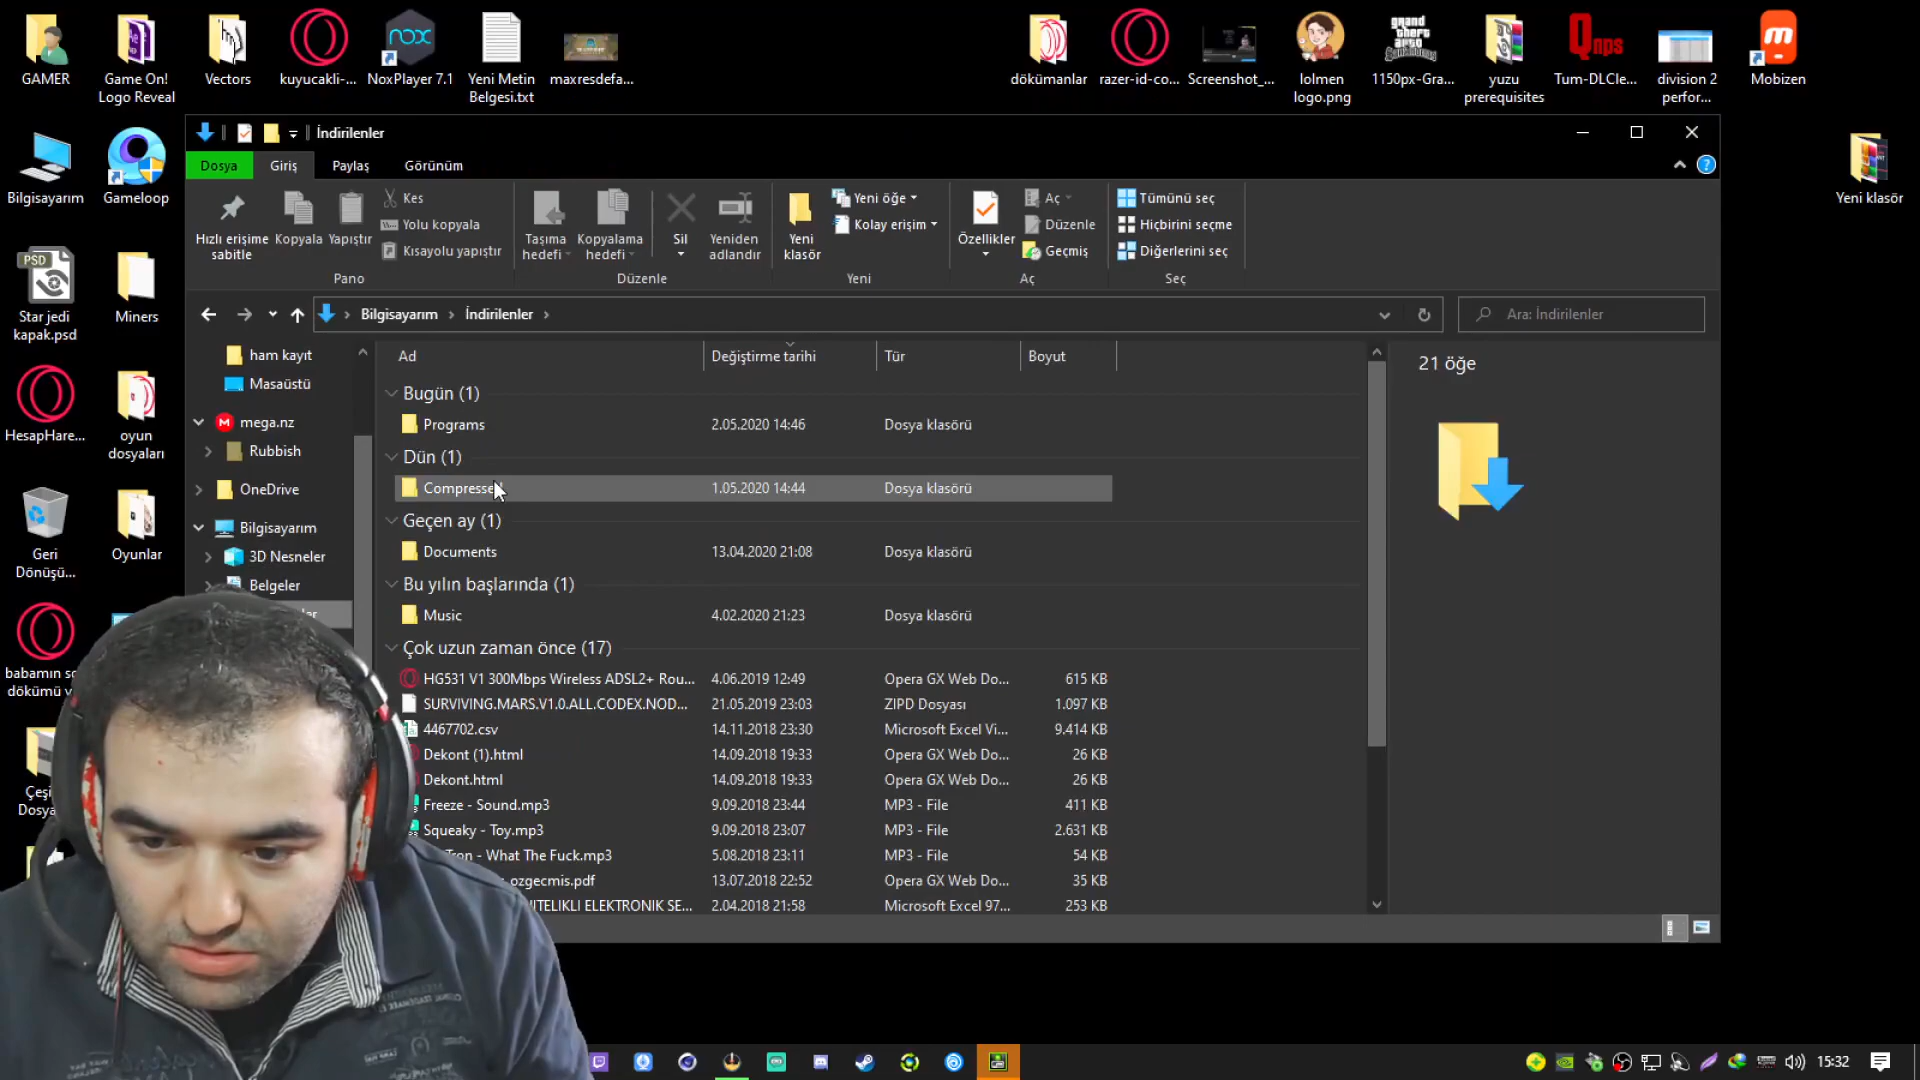 GAMER
Game On!
Logo Reveal
Vectors
kuyucakli-...
nox
NoxPlayer 7.1
Yeni Metin
Belgesi.txt
maxresdefa...
dökümanlar
razer-id-co...
Screenshot_...
lolmen
logo.png
grand
theft
auto
1150px-Gra...
yuzu
prerequisites
Qnps
Tum-DLCle...
division 2
perfor...
Mobizen
Bilgisayarım
Gameloop
Yeni klasör
PSD
Star jedi
kapak.psd
Miners
HesapHare...
oyun
dosyaları
Geri
Dönüşü...
Oyunlar
babamın so
dökümü v
Çeşi
Dosya
İndirilenler
Dosya
Giriş
Paylaş
Görünüm
Hızlı erişime
sabitle
Kopyala
Yapıştır
Kes
Yolu kopyala
Kısayolu yapıştır
Pano
Taşıma
hedefi
Kopyalama
hedefi
Sil
Yeniden
adlandır
Düzenle
Yeni
klasör
Yeni öğe
Kolay erişim
Yeni
Özellikler
Aç
Düzenle
Geçmiş
Aç
Tümünü seç
Hiçbirini seçme
Diğerlerini seç
Seç
Bilgisayarım
İndirilenler
Ara: İndirilenler
ham kayıt
Masaüstü
mega.nz
Rubbish
OneDrive
Bilgisayarım
3D Nesneler
Belgeler
Ad Değiştirme tarihi Tür Boyut
Bugün (1)
Programs 2.05.2020 14:46 Dosya klasörü
Dün (1)
Compresse 1.05.2020 14:44 Dosya klasörü
Geçen ay (1)
Documents 13.04.2020 21:08 Dosya klasörü
Bu yılın başlarında (1)
Music 4.02.2020 21:23 Dosya klasörü
Çok uzun zaman önce (17)
HG531 V1 300Mbps Wireless ADSL2+ Rou... 4.06.2019 12:49 Opera GX Web Do... 615 KB
SURVIVING.MARS.V1.0.ALL.CODEX.NOD... 21.05.2019 23:03 ZIPD Dosyası 1.097 KB
4467702.csv 14.11.2018 23:30 Microsoft Excel Vi... 9.414 KB
Dekont (1).html 14.09.2018 19:33 Opera GX Web Do... 26 KB
Dekont.html 14.09.2018 19:33 Opera GX Web Do... 26 KB
Freeze - Sound.mp3 9.09.2018 23:44 MP3 - File 411 KB
Squeaky - Toy.mp3 9.09.2018 23:07 MP3 - File 2.631 KB
Tron - What The Fuck.mp3 5.08.2018 23:11 MP3 - File 54 KB
ozgecmis.pdf 13.07.2018 22:52 Opera GX Web Do... 35 KB
ITELIKLI ELEKTRONIK SE... 2.04.2018 21:58 Microsoft Excel 97... 253 KB
21 öğe
15:32